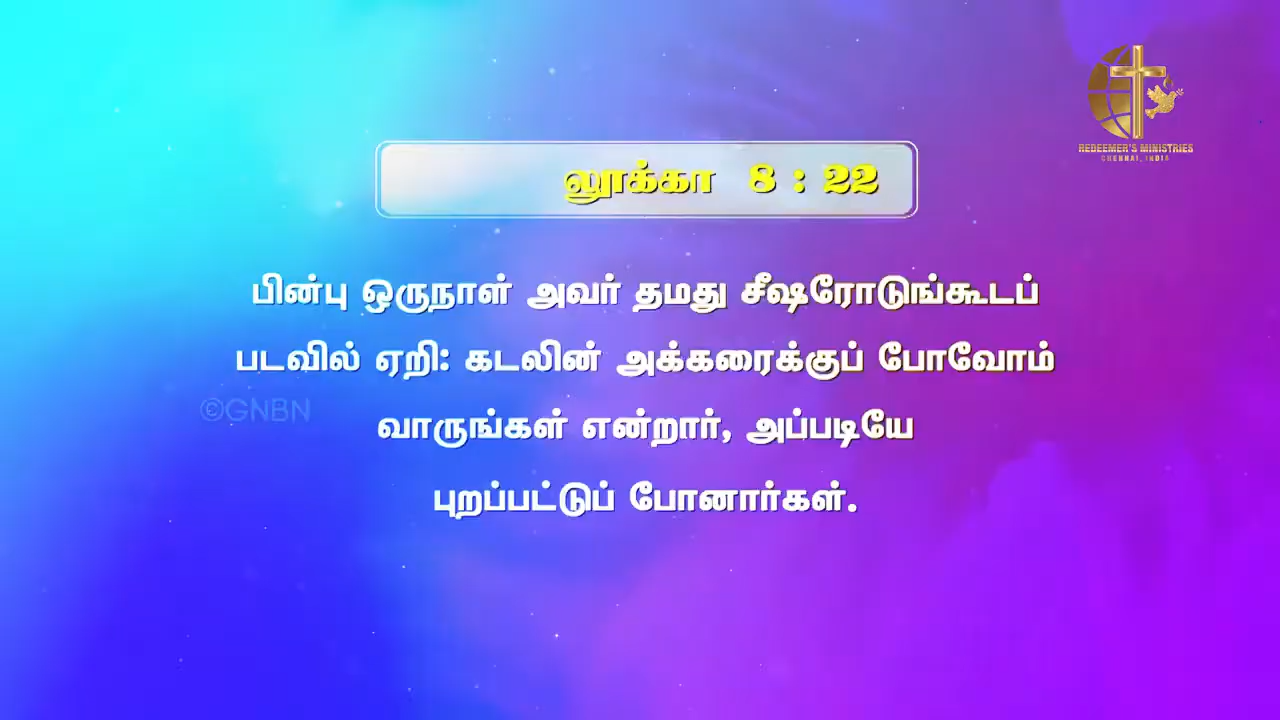 REDEEMER'S MINISTRIES
CHENNAI, INDIA
லூக்கா 8 : 22
பின்பு ஒருநாள் அவர் தமது சீஷரோடுங்கூடப்
படவில் ஏறி: கடலின் அக்கரைக்குப் போவோம்
©GNBN
வாருங்கள் என்றார், அப்படியே
புறப்பட்டுப் போனார்கள்.